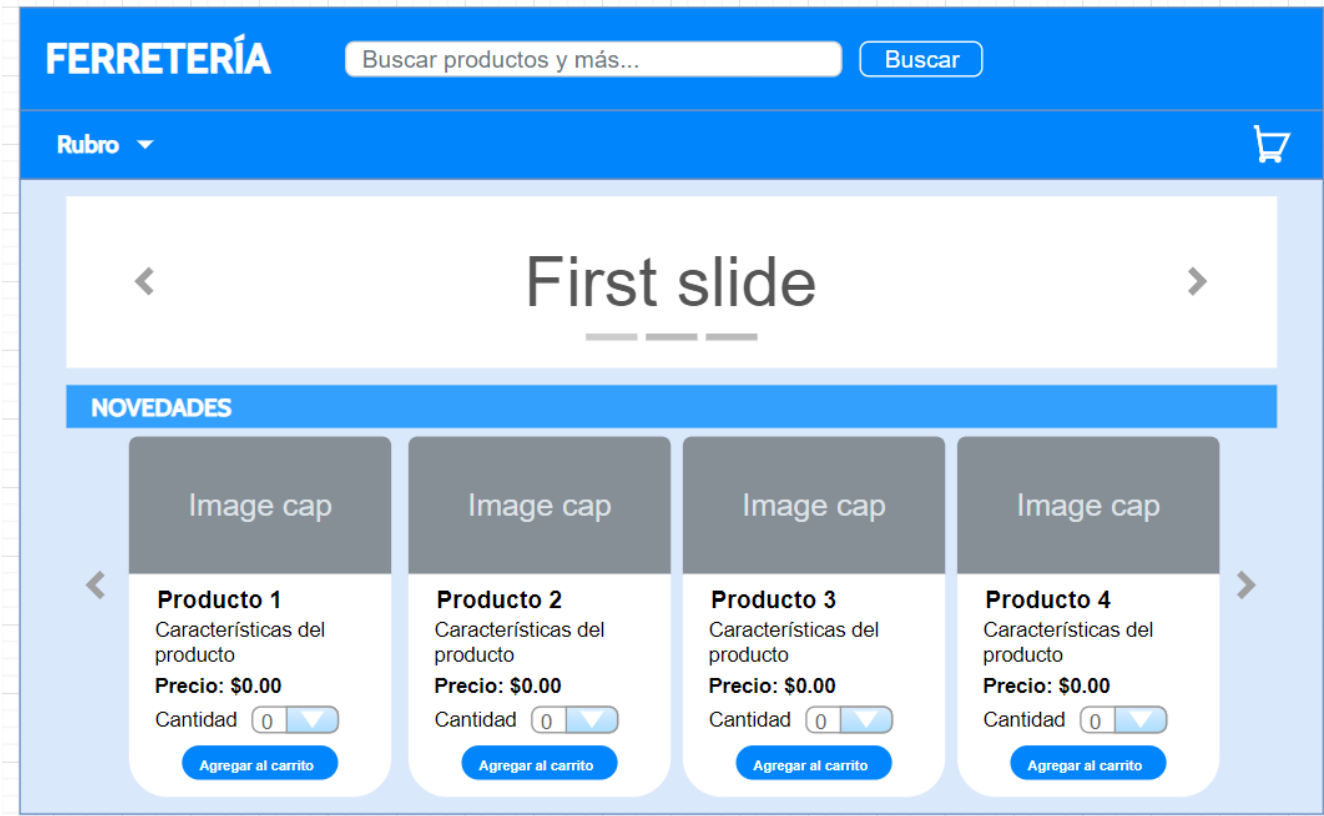 FERRETERÍA
Buscar productos y más...
Buscar
Rubro
First slide
NOVEDADES
Image cap
Producto 1
Características del
producto
Precio: $0.00
Cantidad 0
Agregar al carrito
Image cap
Producto 2
Características del
producto
Precio: $0.00
Cantidad 0
Agregar al carrito
Image cap
Producto 3
Características del
producto
Precio: $0.00
Cantidad 0
Agregar al carrito
Image cap
Producto 4
Características del
producto
Precio: $0.00
Cantidad 0
Agregar al carrito